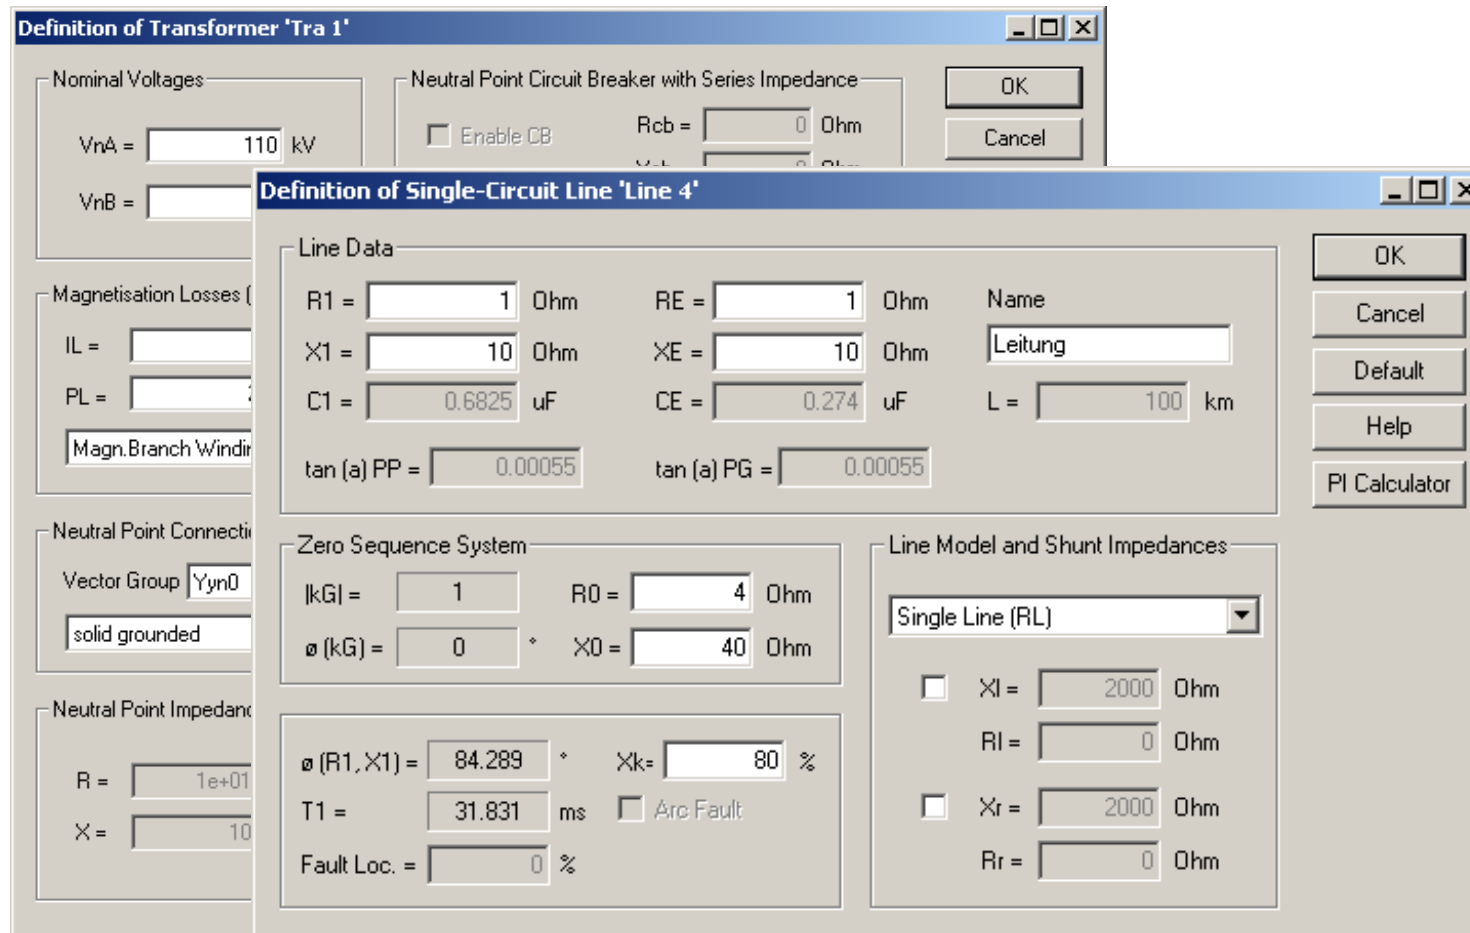 Definition of Transformer 'Tra 1'
Nominal Voltages
VnA = 110 kV
VnB =
Neutral Point Circuit Breaker with Series Impedance
Enable CB
Rcb = 0 Ohm
OK
Cancel
Magnetisation Losses (
IL =
PL =
Magn.Branch
Neutral Point
Vector Group Yyn0
solid grounded
Neutral Point
R = 1e+01
X = 10
Definition of Single-Circuit Line 'Line 4'
Line Data
R1 = 1 Ohm RE = 1 Ohm Name
X1 = 10 Ohm XE = 10 Ohm Leitung
C1 = 0.6825 uF CE = 0.274 uF L = 100 km
tan (a) PP = 0.00055 tan (a) PG = 0.00055
OK
Cancel
Default
Help
PI Calculator
Zero Sequence System
|kG| = 1 R0 = 4 Ohm
ø (kG) = 0 ° X0 = 40 Ohm
ø (R1, X1) = 84.289 ° Xk= 80 %
T1 = 31.831 ms Arc Fault
Fault Loc. = 0 %
Line Model and Shunt Impedances
Single Line (RL)
Xl = 2000 Ohm
Rl = 0 Ohm
Xr = 2000 Ohm
Rr = 0 Ohm